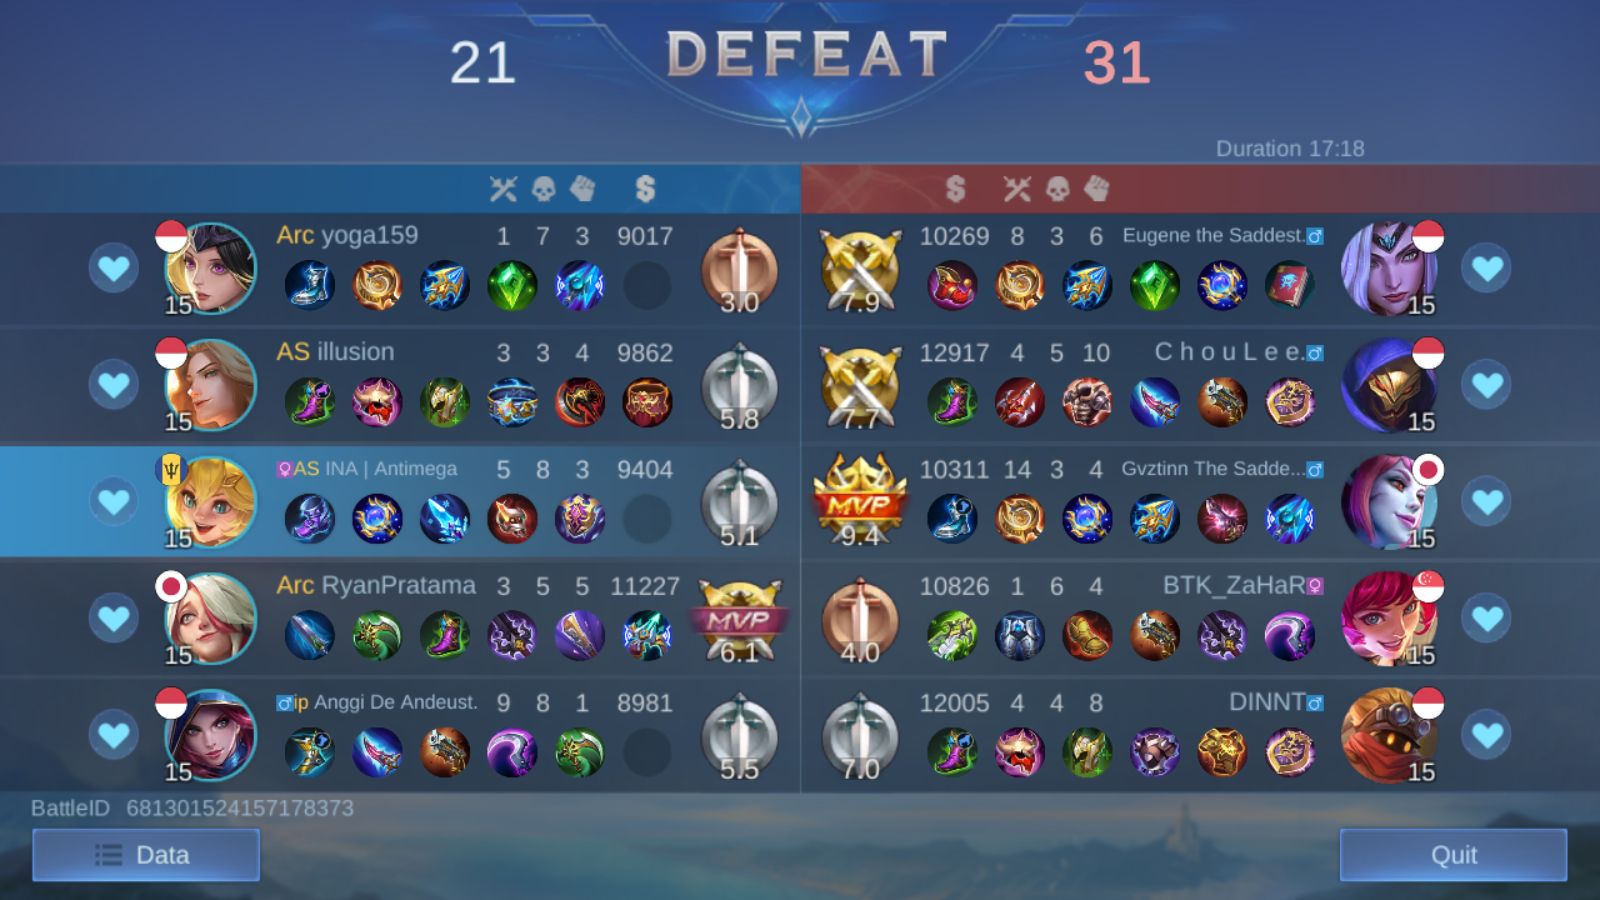 21 DEFEAT 31
Duration 17:18
Arc yoga159 1 7 3 9017
15 3.0
7.9 10269 8 3 6 Eugene the Saddest.
15
AS illusion 3 3 4 9862
15 5.8
7.7 12917 4 5 10 C h o u L e e.
15
AS INA | Antimega 5 8 3 9404
15 5.1
MVP 9.4 10311 14 3 4 Gvztinn The Sadde...
15
Arc RyanPratama 3 5 5 11227
15 MVP 6.1
4.0 10826 1 6 4 BTK_ZaHaR
15
ip Anggi De Andeust. 9 8 1 8981
15 5.5
7.0 12005 4 4 8 DINNT
15
BattleID 681301524157178373
Data Quit